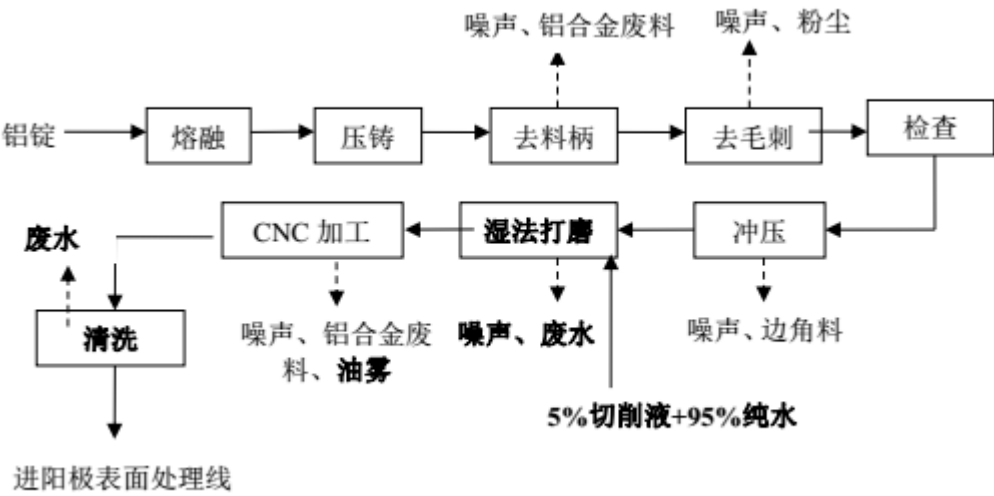 噪声、铝合金废料
噪声、粉尘
铝锭
熔融
压铸
去料柄
去毛刺
检查
废水
CNC 加工
湿法打磨
冲压
清洗
噪声、铝合金废
料、油雾
噪声、废水
噪声、边角料
5%切削液+95%纯水
进阳极表面处理线